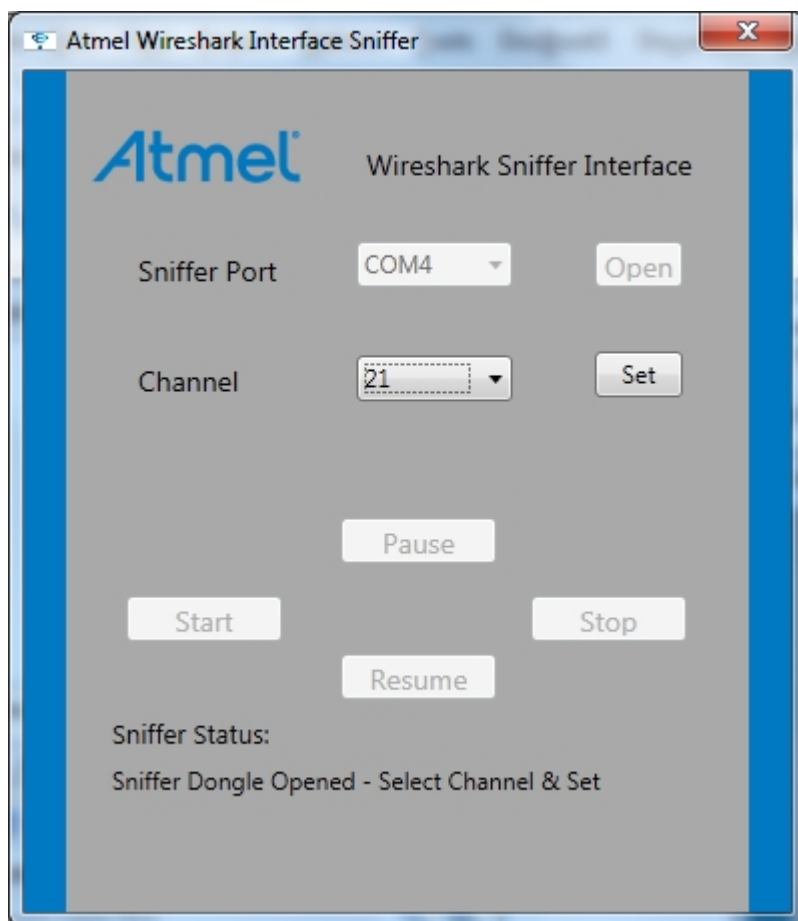 Atmel Wireshark Interface Sniffer
Atmel®
Wireshark Sniffer Interface
Sniffer Port COM4 Open
Channel 21 Set
Pause
Start Stop
Resume
Sniffer Status:
Sniffer Dongle Opened - Select Channel & Set